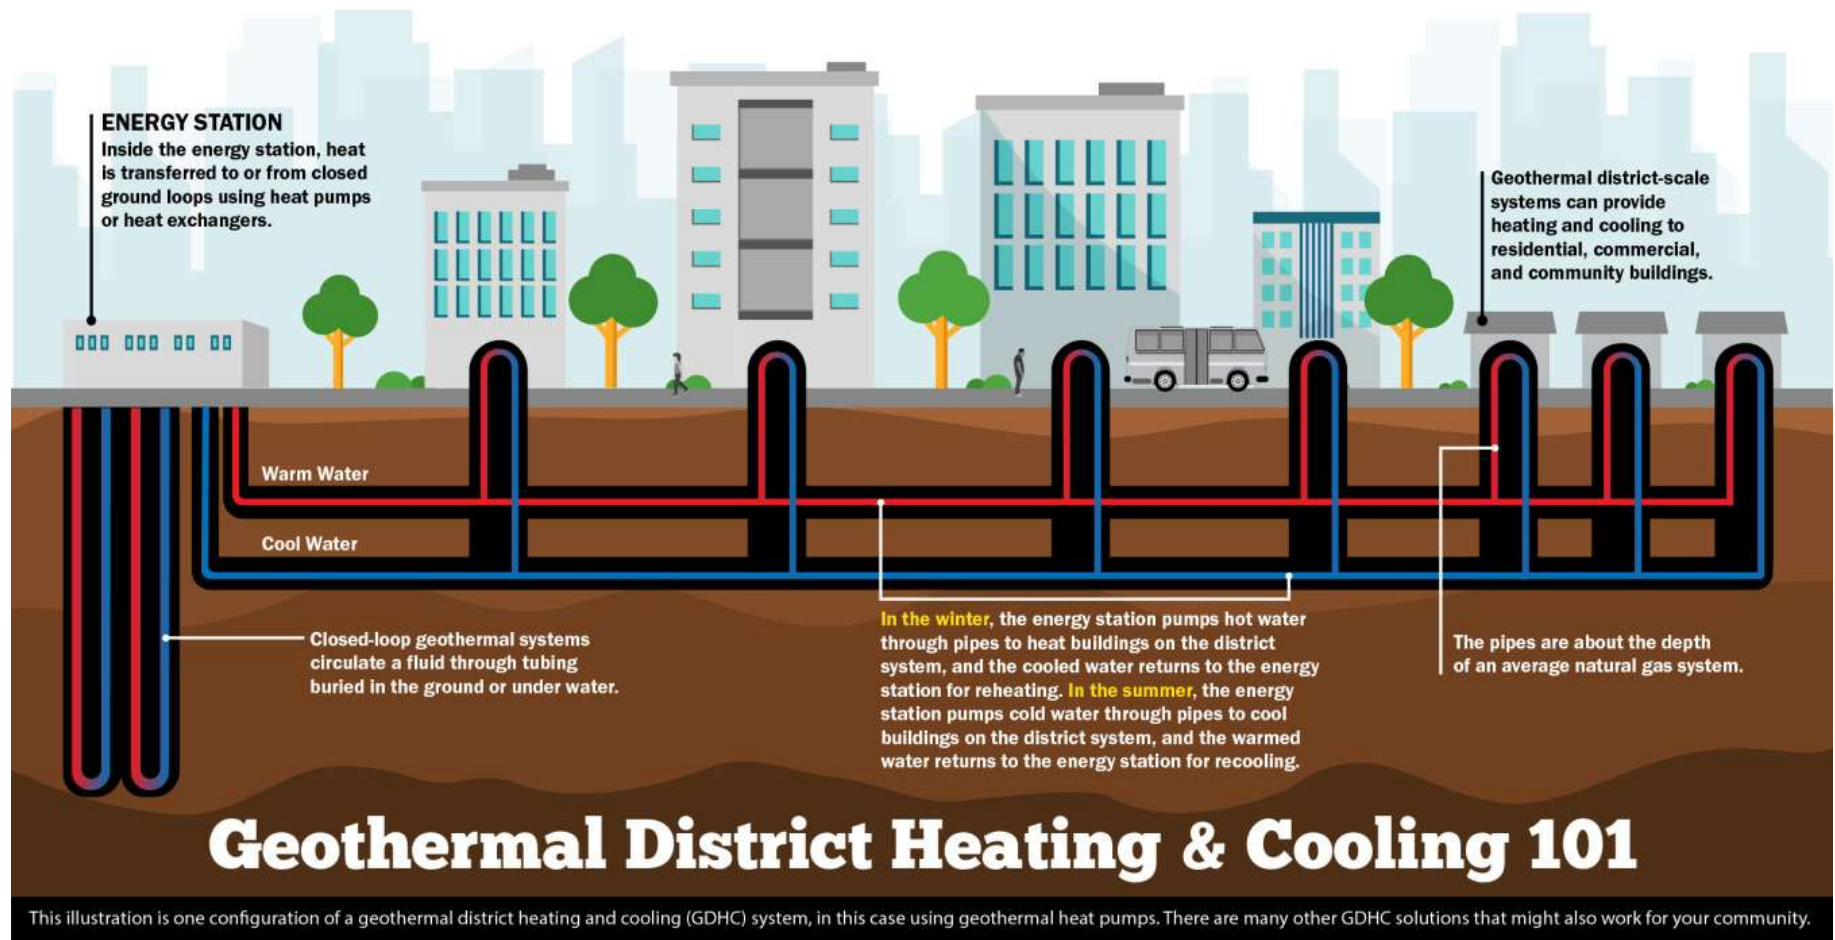 ENERGY STATION
Inside the energy station, heat
is transferred to or from closed
ground loops using heat pumps
or heat exchangers.
Geothermal district-scale
systems can provide
heating and cooling to
residential, commercial,
and community buildings.
Warm Water
Cool Water
Closed-loop geothermal systems
circulate a fluid through tubing
buried in the ground or under water.
In the winter, the energy station pumps hot water
through pipes to heat buildings on the district
system, and the cooled water returns to the energy
station for reheating. In the summer, the energy
station pumps cold water through pipes to cool
buildings on the district system, and the warmed
water returns to the energy station for recooling.
The pipes are about the depth
of an average natural gas system.
Geothermal District Heating & Cooling 101
This illustration is one configuration of a geothermal district heating and cooling (GDHC) system, in this case using geothermal heat pumps. There are many other GDHC solutions that might also work for your community.